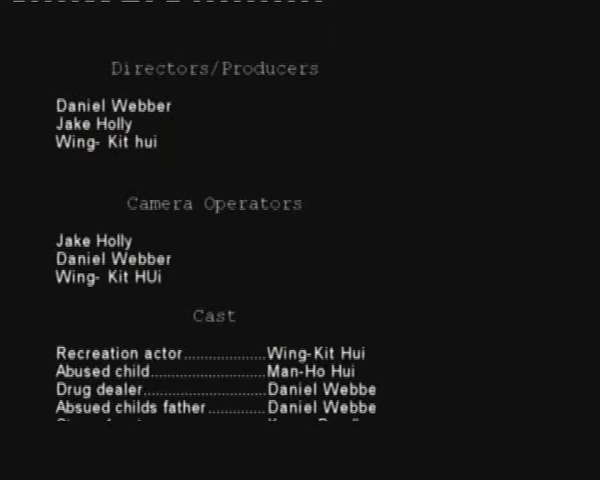 Directors/Producers
Daniel Webber
Jake Holly
Wing- Kit hui
Camera Operators
Jake Holly
Daniel Webber
Wing- Kit HUi
Cast
Recreation actor...................Wing-Kit Hui
Abused child..........................Man-Ho Hui
Drug dealer............................Daniel Webbe
Absued childs father.............Daniel Webbe